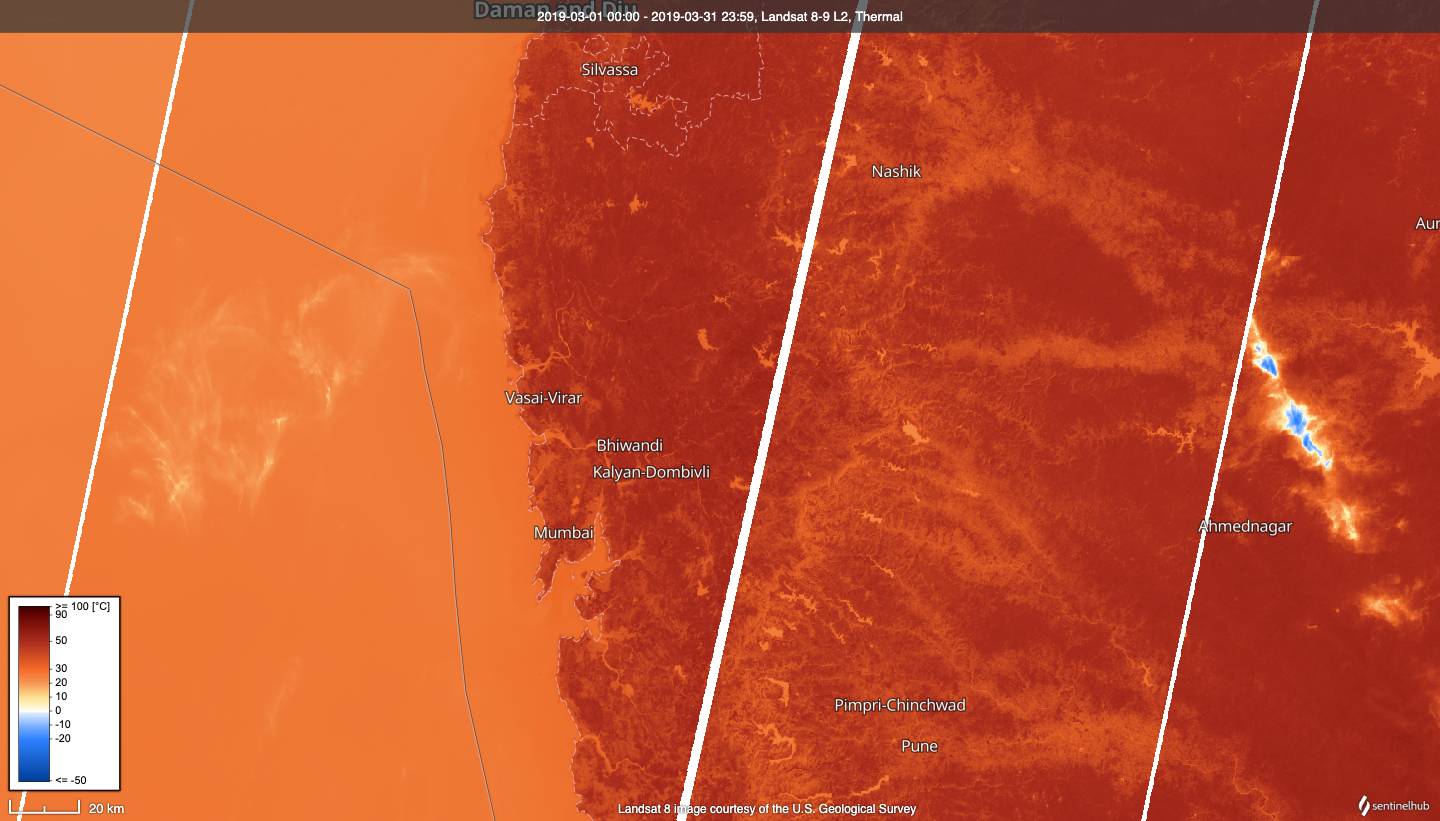 Daman and Diu
2019-03-01 00:00 - 2019-03-31 23:59, Landsat 8-9 L2, Thermal
Silvassa
Nashik
Aur
Vasai-Virar
Bhiwandi
Kalyan-Dombivli
Mumbai
Ahmednagar
>= 100 [°C]
90
50
30
20
10
0
-10
-20
<= -50
Pimpri-Chinchwad
Pune
20 km
Landsat 8 image courtesy of the U.S. Geological Survey
sentinelhub